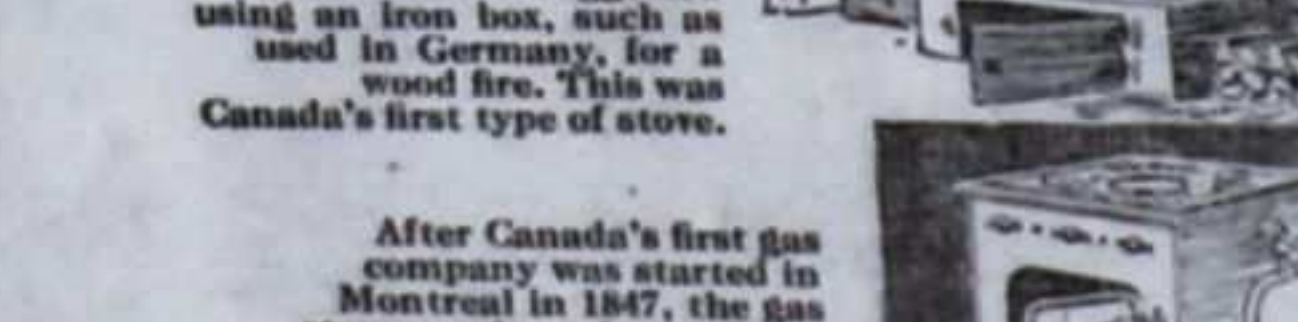 using an iron box, such as
used in Germany, for a
wood fire. This was
Canada's first type of stove.
After Canada's first gas
company was started in
Montreal in 1847, the gas